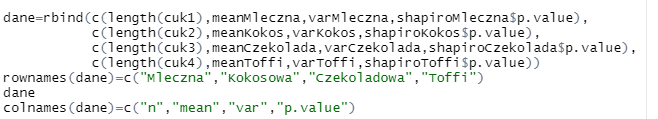 dane=rbind(c(length(cuk1),meanMleczna,varMleczna,shapiroMleczna$p.value),
           c(length(cuk2),meanKokos,varKokos,shapiroKokos$p.value),
           c(length(cuk3),meanCzekolada,varCzekolada,shapiroCzekolada$p.value),
           c(length(cuk4),meanToffi,varToffi,shapiroToffi$p.value))
rownames(dane)=c("Mleczna","Kokosowa","Czekoladowa","Toffi")
dane
colnames(dane)=c("n","mean","var","p.value")